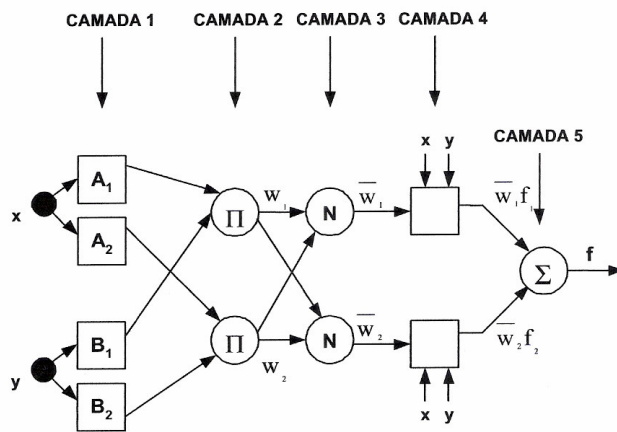 CAMADA 1 CAMADA 2 CAMADA 3 CAMADA 4
x y CAMADA 5
A₁
w₁ w̅₁ w̅₁f₁
x Π N
A₂
Σ f
B₁
Π N w̅₂ w̅₂f₂
y w₂
B₂
x y